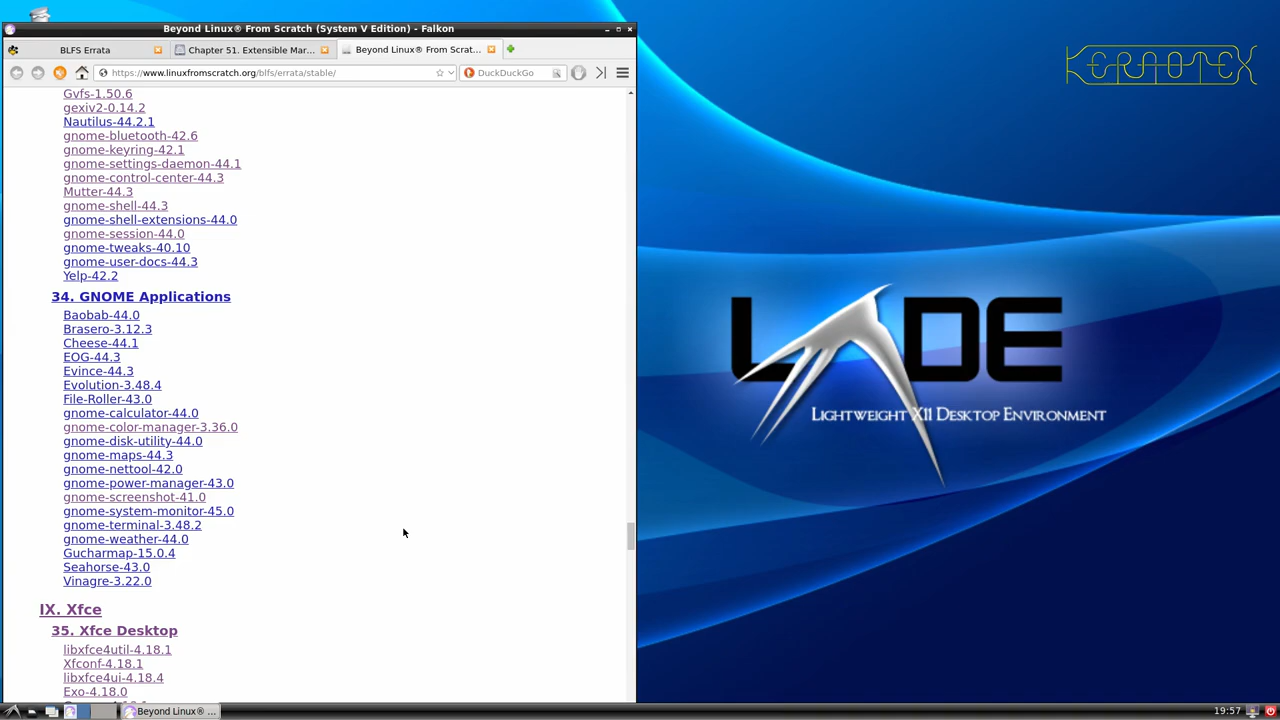 Beyond Linux® From Scratch (System V Edition) - Falkon
BLFS Errata
Chapter 51. Extensible Mar...
Beyond Linux® From Scrat...
https://www.linuxfromscratch.org/blfs/errata/stable/
DuckDuckGo
Gvfs-1.50.6
gexiv2-0.14.2
Nautilus-44.2.1
gnome-bluetooth-42.6
gnome-keyring-42.1
gnome-settings-daemon-44.1
gnome-control-center-44.3
Mutter-44.3
gnome-shell-44.3
gnome-shell-extensions-44.0
gnome-session-44.0
gnome-tweaks-40.10
gnome-user-docs-44.3
Yelp-42.2
34. GNOME Applications
Baobab-44.0
Brasero-3.12.3
Cheese-44.1
EOG-44.3
Evince-44.3
Evolution-3.48.4
File-Roller-43.0
gnome-calculator-44.0
gnome-color-manager-3.36.0
gnome-disk-utility-44.0
gnome-maps-44.3
gnome-nettool-42.0
gnome-power-manager-43.0
gnome-screenshot-41.0
gnome-system-monitor-45.0
gnome-terminal-3.48.2
gnome-weather-44.0
Gucharmap-15.0.4
Seahorse-43.0
Vinagre-3.22.0
IX. Xfce
35. Xfce Desktop
libxfce4util-4.18.1
Xfconf-4.18.1
libxfce4ui-4.18.4
Exo-4.18.0
LXDE
Lightweight X11 Desktop Environment
Beyond Linux® ...
19:57